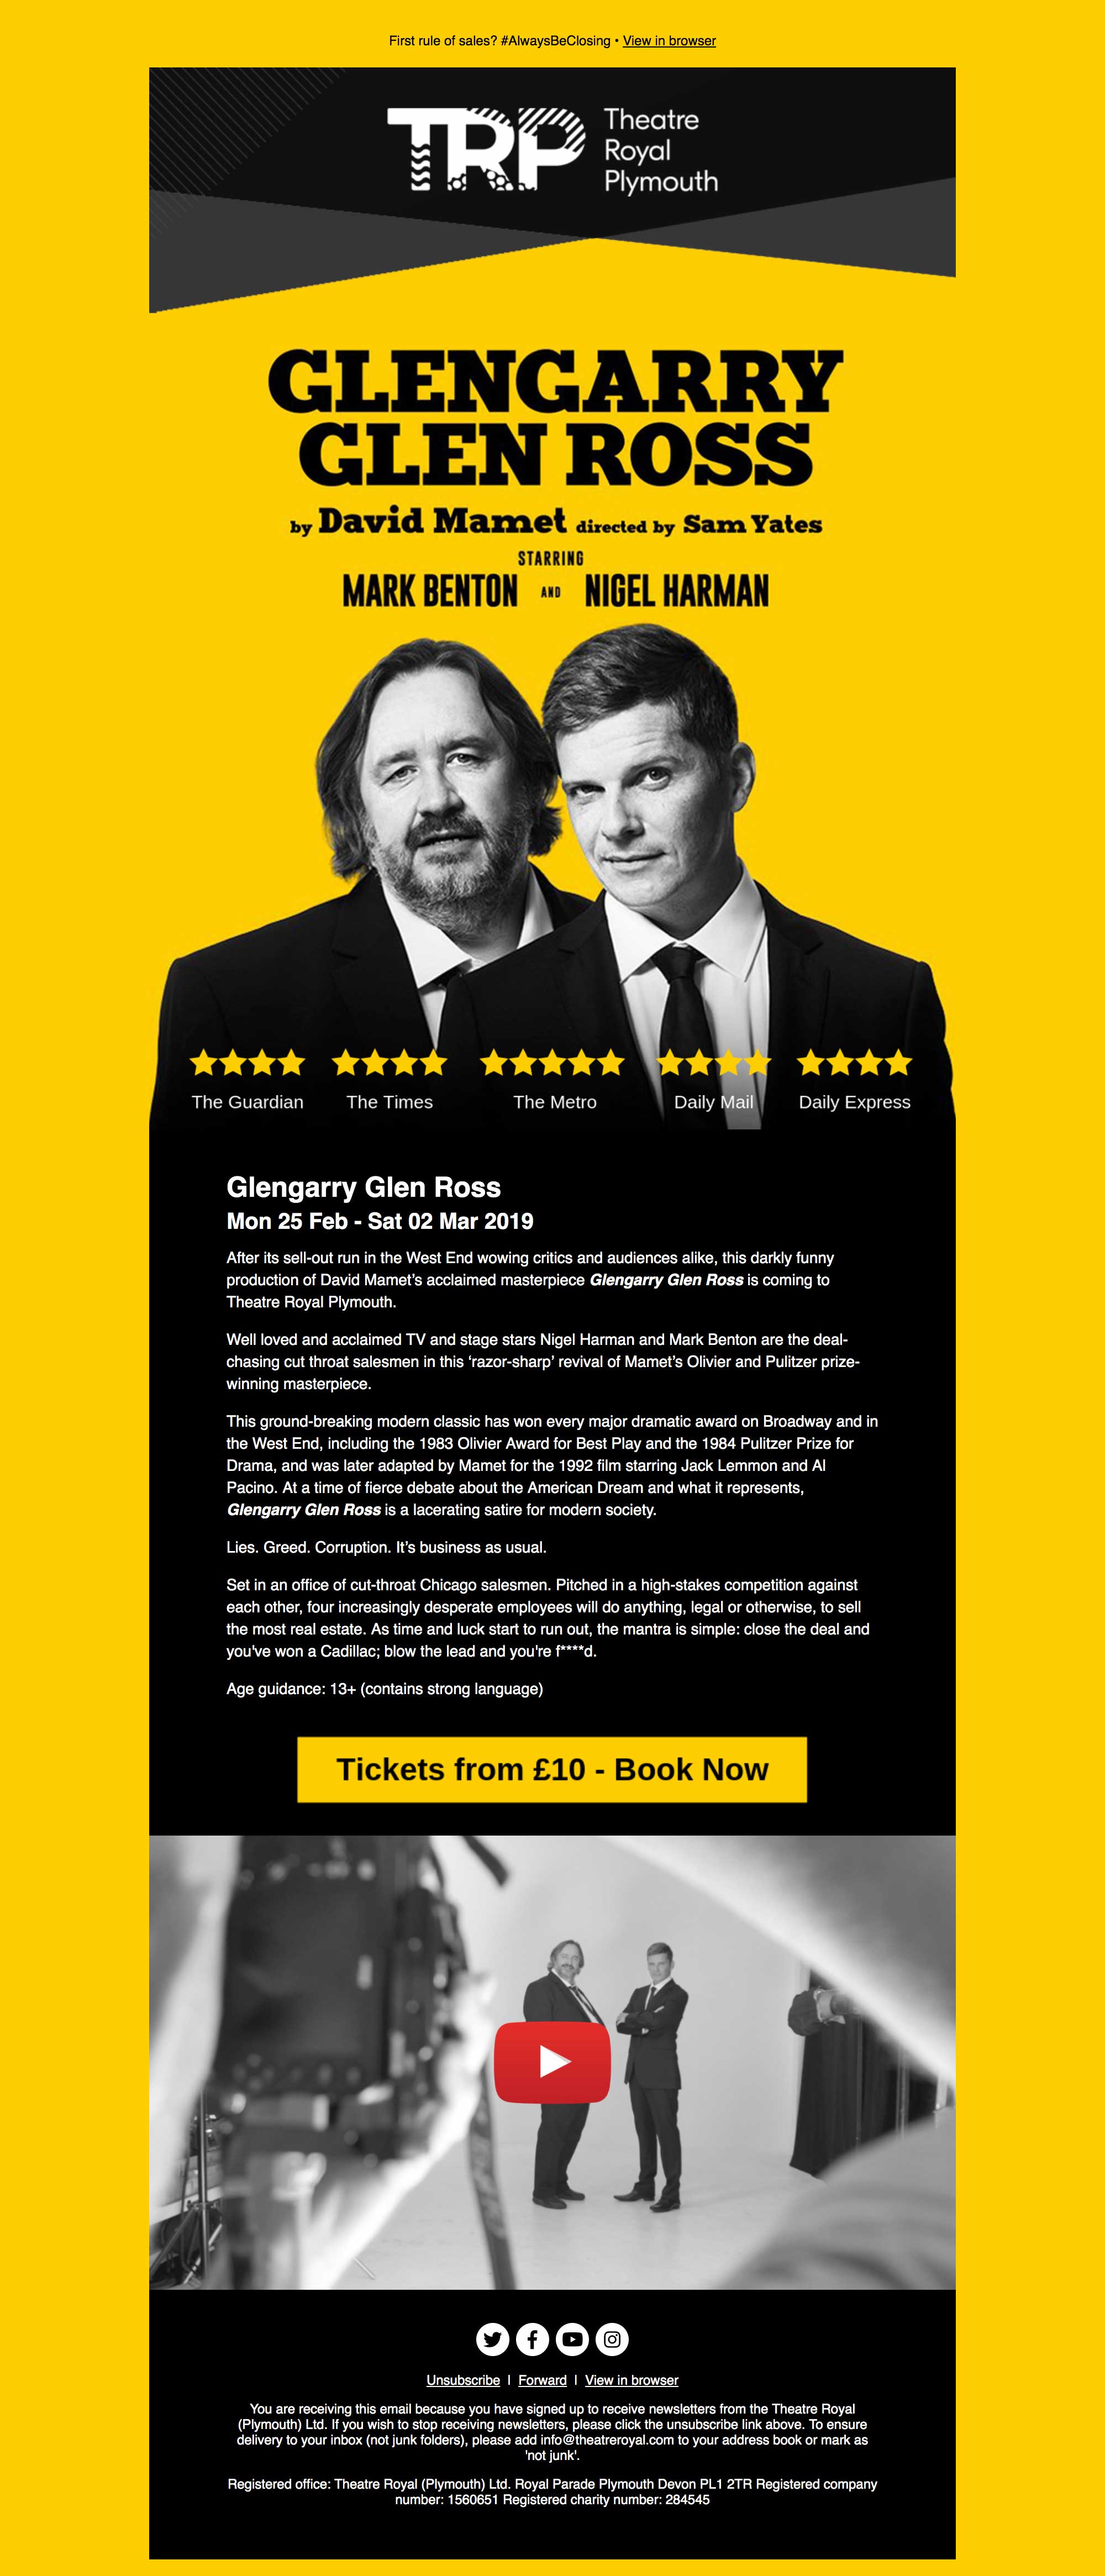 First rule of sales? #AlwaysBeClosing • View in browser
TRP
Theatre
Royal
Plymouth
GLENGARRY
GLEN ROSS
by David Mamet directed by Sam Yates
STARRING
MARK BENTON AND NIGEL HARMAN
The Guardian The Times The Metro Daily Mail Daily Express
Glengarry Glen Ross
Mon 25 Feb - Sat 02 Mar 2019
After its sell-out run in the West End wowing critics and audiences alike, this darkly funny
production of David Mamet’s acclaimed masterpiece Glengarry Glen Ross is coming to
Theatre Royal Plymouth.
Well loved and acclaimed TV and stage stars Nigel Harman and Mark Benton are the deal-
chasing cut throat salesmen in this ‘razor-sharp’ revival of Mamet’s Olivier and Pulitzer prize-
winning masterpiece.
This ground-breaking modern classic has won every major dramatic award on Broadway and in
the West End, including the 1983 Olivier Award for Best Play and the 1984 Pulitzer Prize for
Drama, and was later adapted by Mamet for the 1992 film starring Jack Lemmon and Al
Pacino. At a time of fierce debate about the American Dream and what it represents,
Glengarry Glen Ross is a lacerating satire for modern society.
Lies. Greed. Corruption. It’s business as usual.
Set in an office of cut-throat Chicago salesmen. Pitched in a high-stakes competition against
each other, four increasingly desperate employees will do anything, legal or otherwise, to sell
the most real estate. As time and luck start to run out, the mantra is simple: close the deal and
you've won a Cadillac; blow the lead and you're f****d.
Age guidance: 13+ (contains strong language)
Tickets from £10 - Book Now
Unsubscribe | Forward | View in browser
You are receiving this email because you have signed up to receive newsletters from the Theatre Royal
(Plymouth) Ltd. If you wish to stop receiving newsletters, please click the unsubscribe link above. To ensure
delivery to your inbox (not junk folders), please add info@theatreroyal.com to your address book or mark as
'not junk'.
Registered office: Theatre Royal (Plymouth) Ltd. Royal Parade Plymouth Devon PL1 2TR Registered company
number: 1560651 Registered charity number: 284545